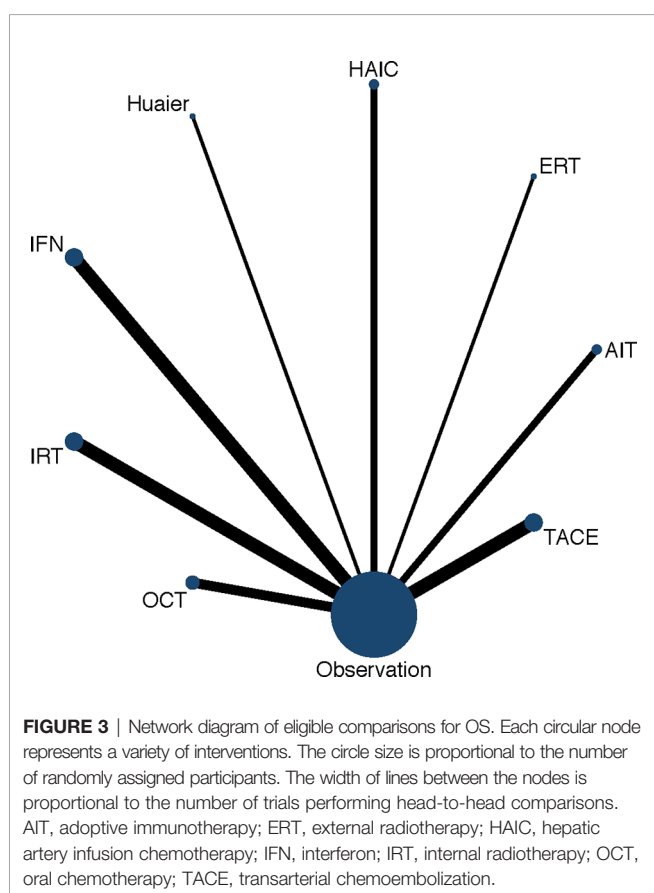 HAIC
Huaier
ERT
IFN
AIT
IRT
TACE
OCT
Observation
FIGURE 3 | Network diagram of eligible comparisons for OS. Each circular node
represents a variety of interventions. The circle size is proportional to the number
of randomly assigned participants. The width of lines between the nodes is
proportional to the number of trials performing head-to-head comparisons.
AIT, adoptive immunotherapy; ERT, external radiotherapy; HAIC, hepatic
artery infusion chemotherapy; IFN, interferon; IRT, internal radiotherapy; OCT,
oral chemotherapy; TACE, transarterial chemoembolization.